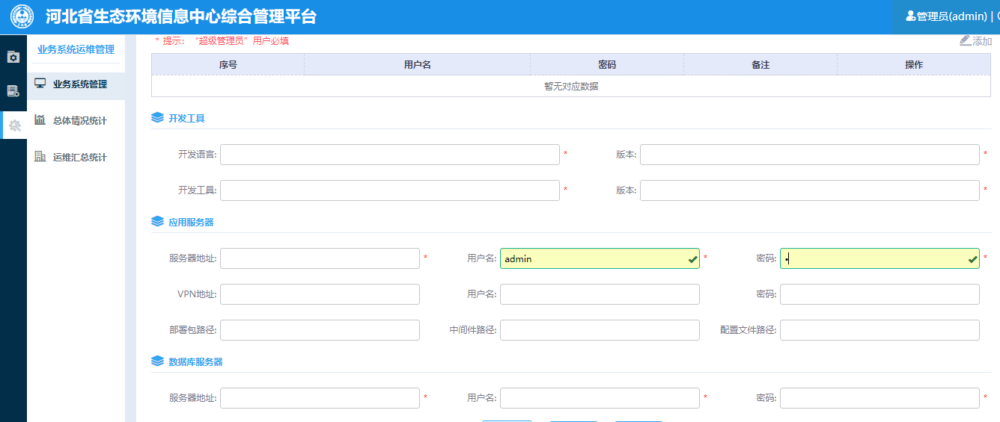 河北省生态环境信息中心综合管理平台
管理员(admin) |
业务系统运维管理
业务系统管理
总体情况统计
运维汇总统计
* 提示: “超级管理员”用户必填
添加
序号 用户名 密码 备注 操作
暂无对应数据
开发工具
开发语言: * 版本: *
开发工具: * 版本: *
应用服务器
服务器地址: * 用户名: admin * 密码: • *
VPN地址: 用户名: 密码:
部署包路径: 中间件路径: 配置文件路径:
数据库服务器
服务器地址: * 用户名: * 密码: *